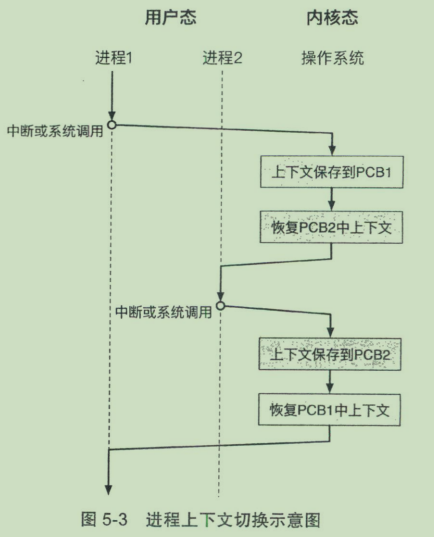 用户态 内核态
进程1 进程2 操作系统
中断或系统调用
上下文保存到PCB1
恢复PCB2中上下文
中断或系统调用
上下文保存到PCB2
恢复PCB1中上下文
图 5-3 进程上下文切换示意图